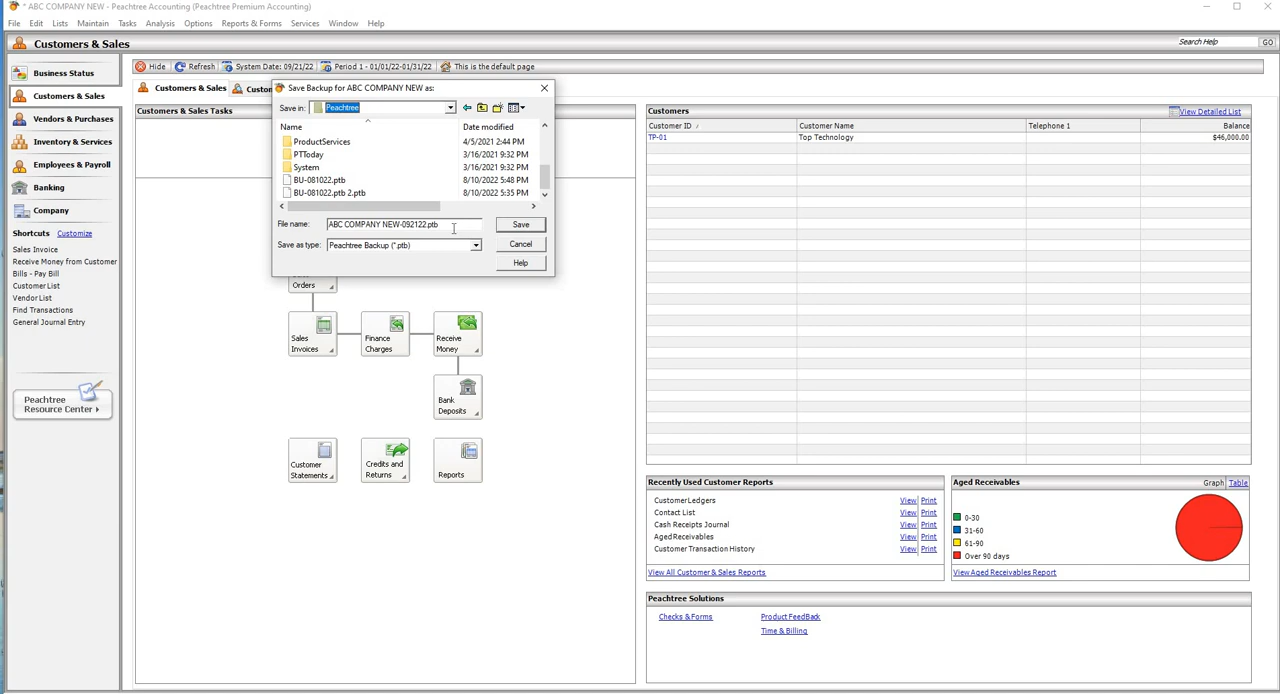 * ABC COMPANY NEW - Peachtree Accounting (Peachtree Premium Accounting)
File Edit Lists Maintain Tasks Analysis Options Reports & Forms Services Window Help
Customers & Sales
Search Help GO
Business Status
Customers & Sales
Vendors & Purchases
Inventory & Services
Employees & Payroll
Banking
Company
Shortcuts Customize
Sales Invoice
Receive Money from Customer
Bills - Pay Bill
Customer List
Vendor List
Find Transactions
General Journal Entry
Peachtree
Resource Center
Hide Refresh System Date: 09/21/22 Period 1 - 01/01/22-01/31/22 This is the default page
Customers & Sales
Customers & Sales Tasks
Save Backup for ABC COMPANY NEW as:
Save in: Peachtree
Name Date modified
ProductServices 4/5/2021 2:44 PM
PTToday 3/16/2021 9:32 PM
System 3/16/2021 9:32 PM
BU-081022.ptb 8/10/2022 5:48 PM
BU-081022.ptb 2.ptb 8/10/2022 5:35 PM
File name: ABC COMPANY NEW-092122.ptb Save
Save as type: Peachtree Backup (*.ptb) Cancel
Help
Orders
Sales Invoices
Finance Charges
Receive Money
Bank Deposits
Customer Statements
Credits and Returns
Reports
Customers View Detailed List
Customer ID / Customer Name Telephone 1 Balance
TP-01 Top Technology $46,000.00
Recently Used Customer Reports
CustomerLedgers View Print
Contact List View Print
Cash Receipts Journal View Print
AgedReceivables View Print
Customer Transaction History View Print
View All Customer & Sales Reports
Aged Receivables Graph Table
0-30
31-60
61-90
Over 90 days
View Aged Receivables Report
Peachtree Solutions
Checks & Forms Product FeedBack
Time & Billing